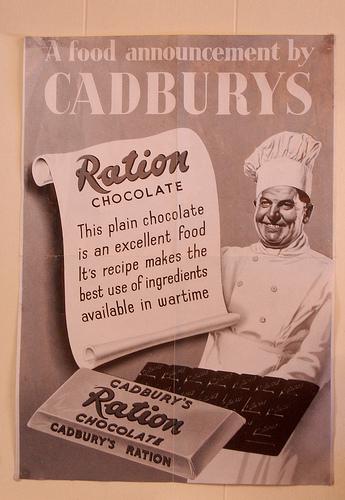 A food announcement by
CADBURYS
Ration
CHOCOLATE
This plain chocolate
is an excellent food
It's recipe makes the
best use of ingredients
available in wartime
CADBURY'S
Ration
CHOCOLATE
CADBURY'S RATION